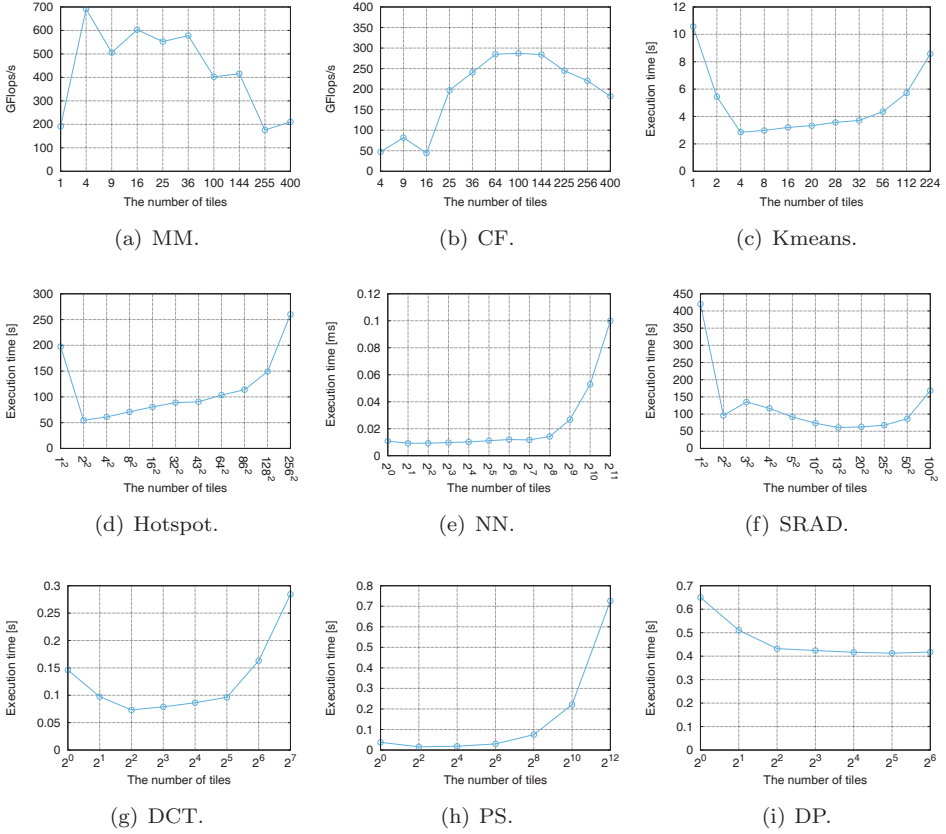 GFlops/s
700
600
500
400
300
200
100
0
1 4 9 16 25 36 100 144 255 400
The number of tiles
(a) MM.
GFlops/s
400
350
300
250
200
150
100
50
0
4 9 16 25 36 64 100 144 225 256 400
The number of tiles
(b) CF.
Execution time [s]
12
10
8
6
4
2
0
1 2 4 8 16 20 28 32 56 112 224
The number of tiles
(c) Kmeans.
Execution time [s]
300
250
200
150
100
50
0
1² 2² 4² 8² 16² 32² 43² 64² 86² 128² 256²
The number of tiles
(d) Hotspot.
Execution time [ms]
0.12
0.1
0.08
0.06
0.04
0.02
0
2⁰ 2¹ 2² 2³ 2⁴ 2⁵ 2⁶ 2⁷ 2⁸ 2⁹ 2¹⁰ 2¹¹
The number of tiles
(e) NN.
Execution time [s]
450
400
350
300
250
200
150
100
50
0
1² 2² 3² 4² 5² 10² 13² 20² 25² 50² 100²
The number of tiles
(f) SRAD.
Execution time [s]
0.3
0.25
0.2
0.15
0.1
0.05
0
2⁰ 2¹ 2² 2³ 2⁴ 2⁵ 2⁶ 2⁷
The number of tiles
(g) DCT.
Execution time [s]
0.8
0.7
0.6
0.5
0.4
0.3
0.2
0.1
0
2⁰ 2² 2⁴ 2⁶ 2⁸ 2¹⁰ 2¹²
The number of tiles
(h) PS.
Execution time [s]
0.7
0.6
0.5
0.4
0.3
0.2
0.1
0
2⁰ 2¹ 2² 2³ 2⁴ 2⁵ 2⁶
The number of tiles
(i) DP.